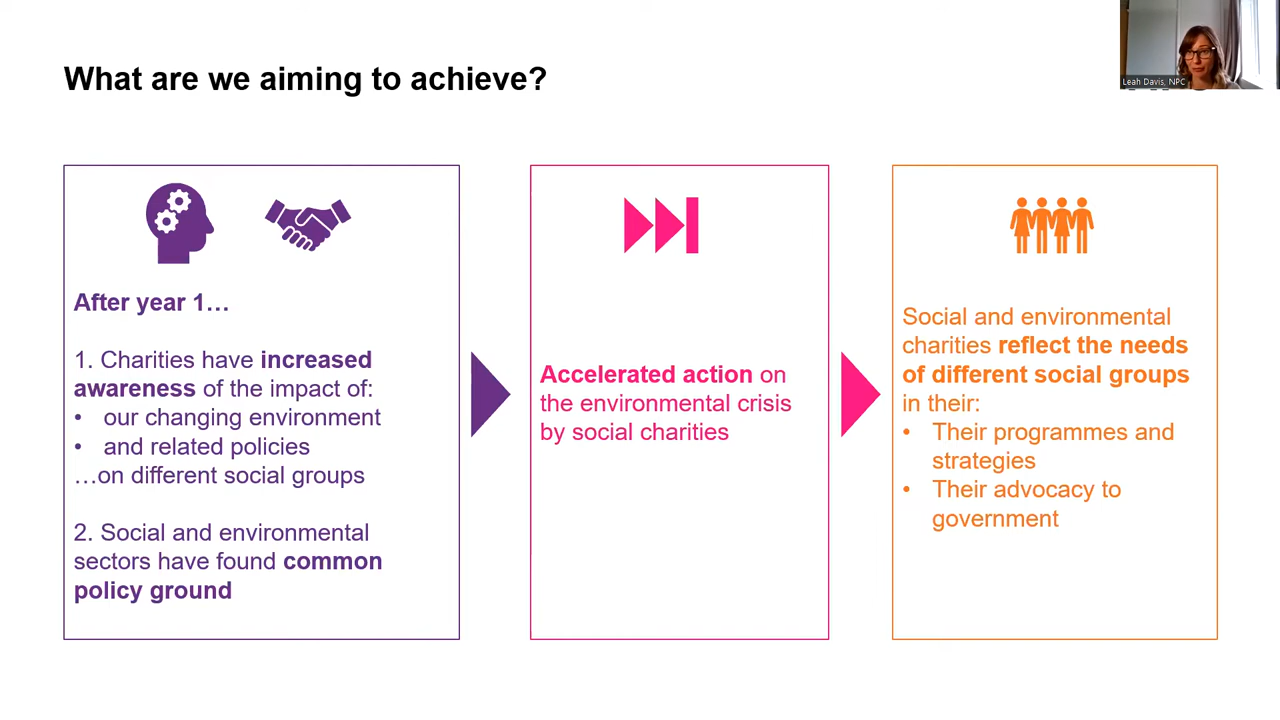 What are we aiming to achieve?
Leah Davis, NPC
After year 1…
1. Charities have increased
awareness of the impact of:
• our changing environment
• and related policies
…on different social groups
2. Social and environmental
sectors have found common
policy ground
Accelerated action on
the environmental crisis
by social charities
Social and environmental
charities reflect the needs
of different social groups
in their:
• Their programmes and
strategies
• Their advocacy to
government